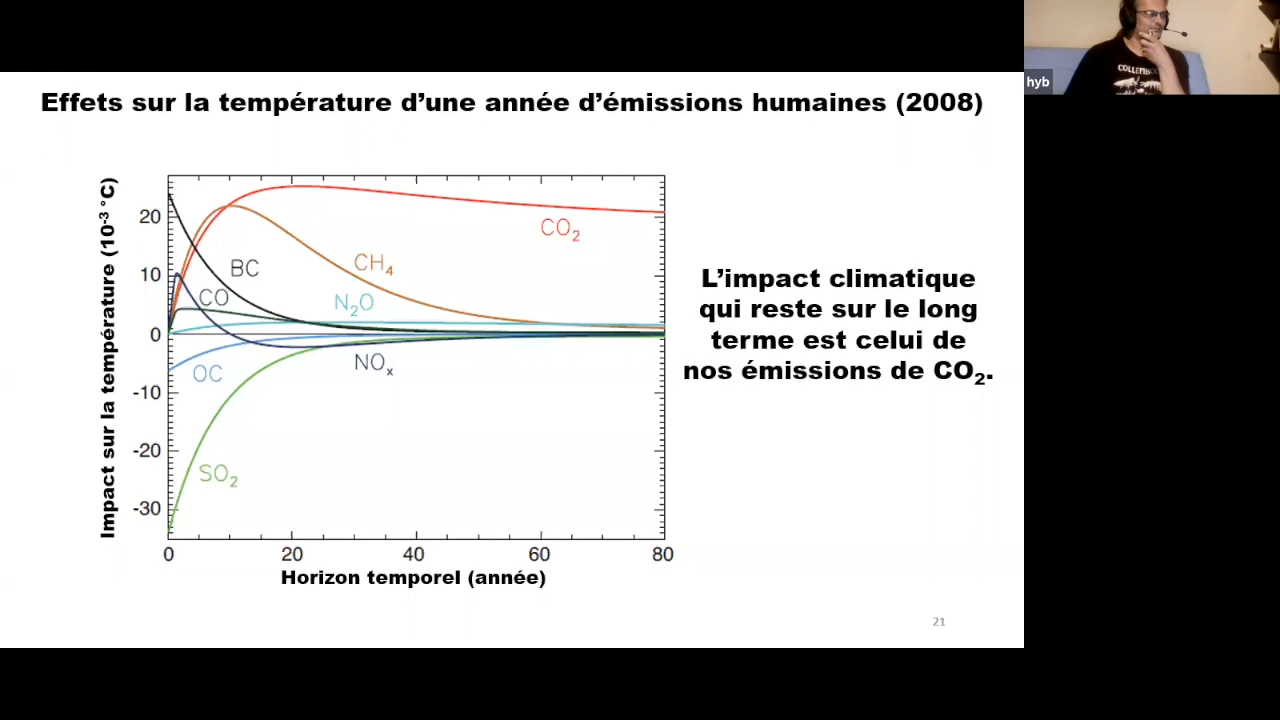 Effets sur la température d’une année d’émissions humaines (2008)
hyb
Impact sur la température (10⁻³ °C)
20
10
0
-10
-20
-30
CO₂
CH₄
BC
CO
N₂O
NOₓ
OC
SO₂
0 20 40 60 80
Horizon temporel (année)
L’impact climatique
qui reste sur le long
terme est celui de
nos émissions de CO₂.
21